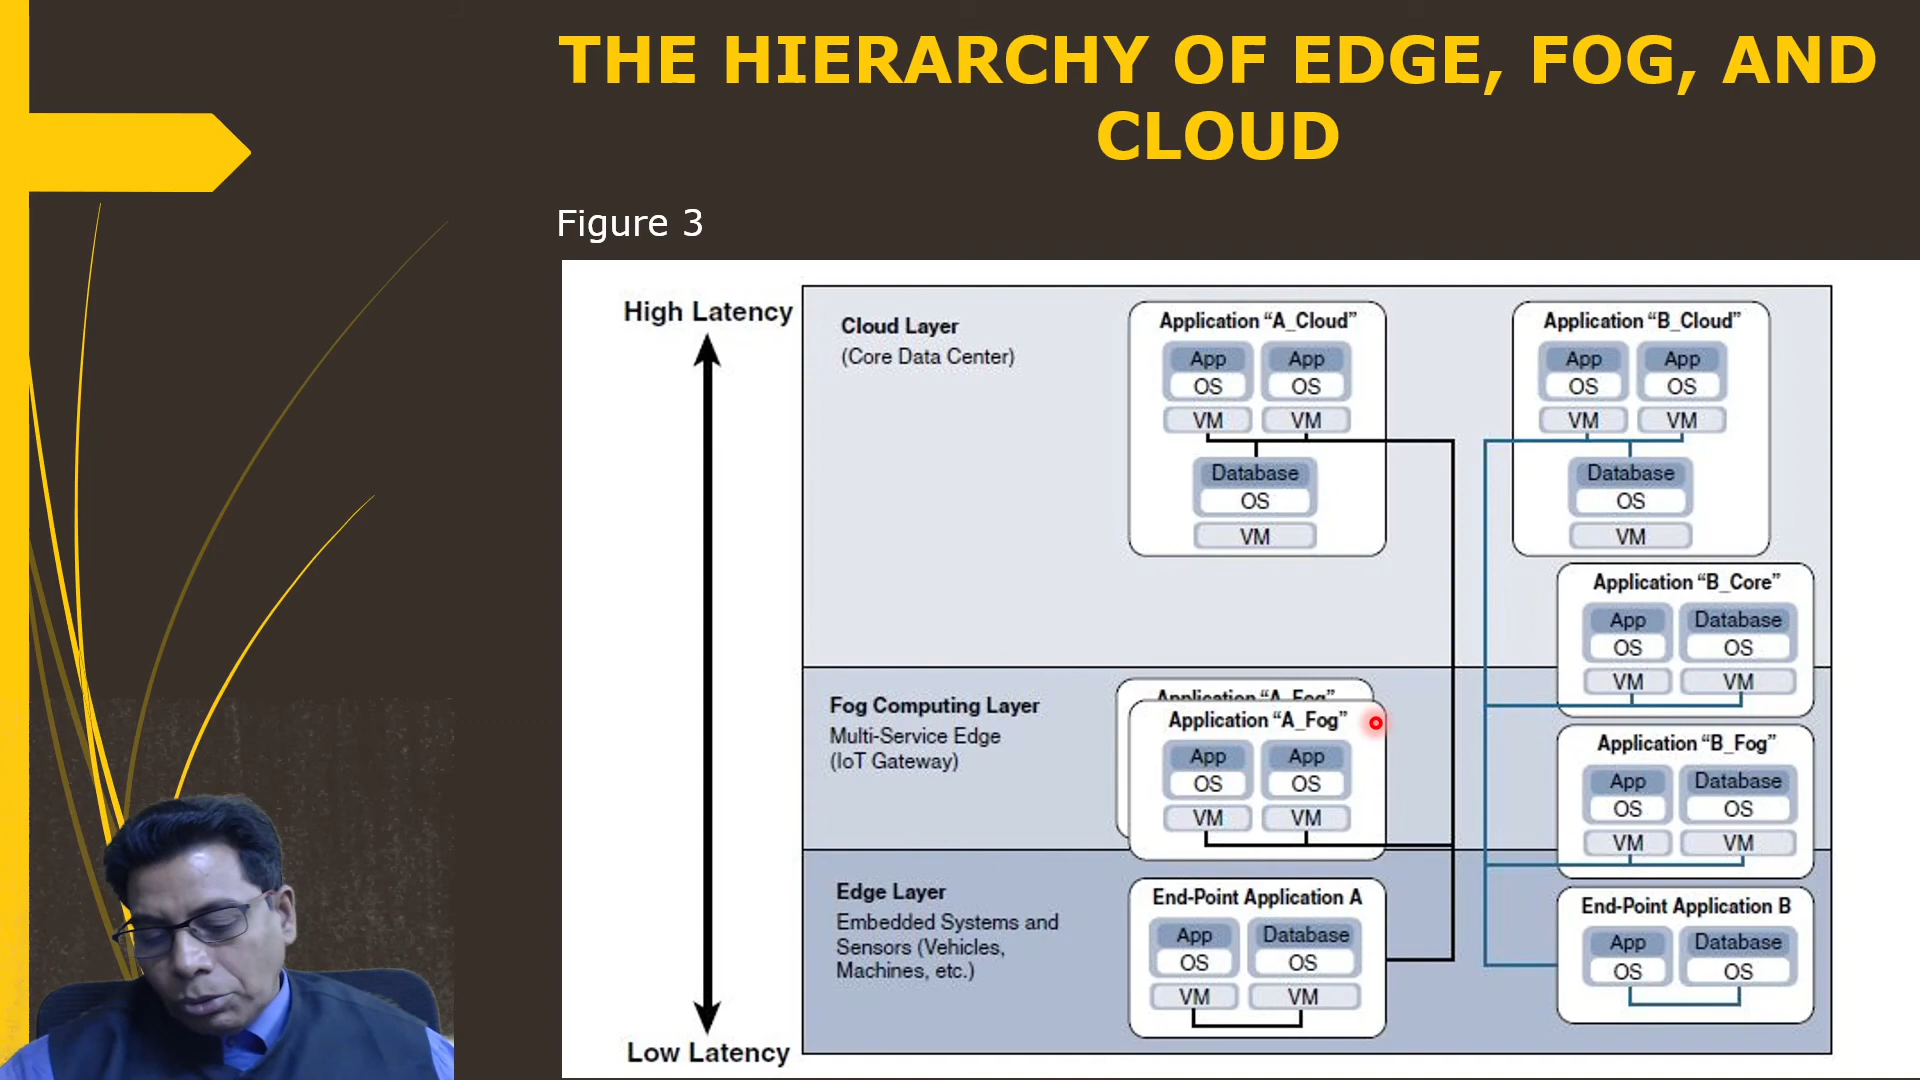 THE HIERARCHY OF EDGE, FOG, AND
CLOUD
Figure 3
High Latency
Low Latency
Cloud Layer
(Core Data Center)
Application “A_Cloud”
App App
OS OS
VM VM
Database
OS
VM
Application “B_Cloud”
App App
OS OS
VM VM
Database
OS
VM
Application “B_Core”
App Database
OS OS
VM VM
Fog Computing Layer
Multi-Service Edge
(IoT Gateway)
Application “A_Fog”
Application “A_Fog”
App App
OS OS
VM VM
Application “B_Fog”
App Database
OS OS
VM VM
Edge Layer
Embedded Systems and
Sensors (Vehicles,
Machines, etc.)
End-Point Application A
App Database
OS OS
VM VM
End-Point Application B
App Database
OS OS